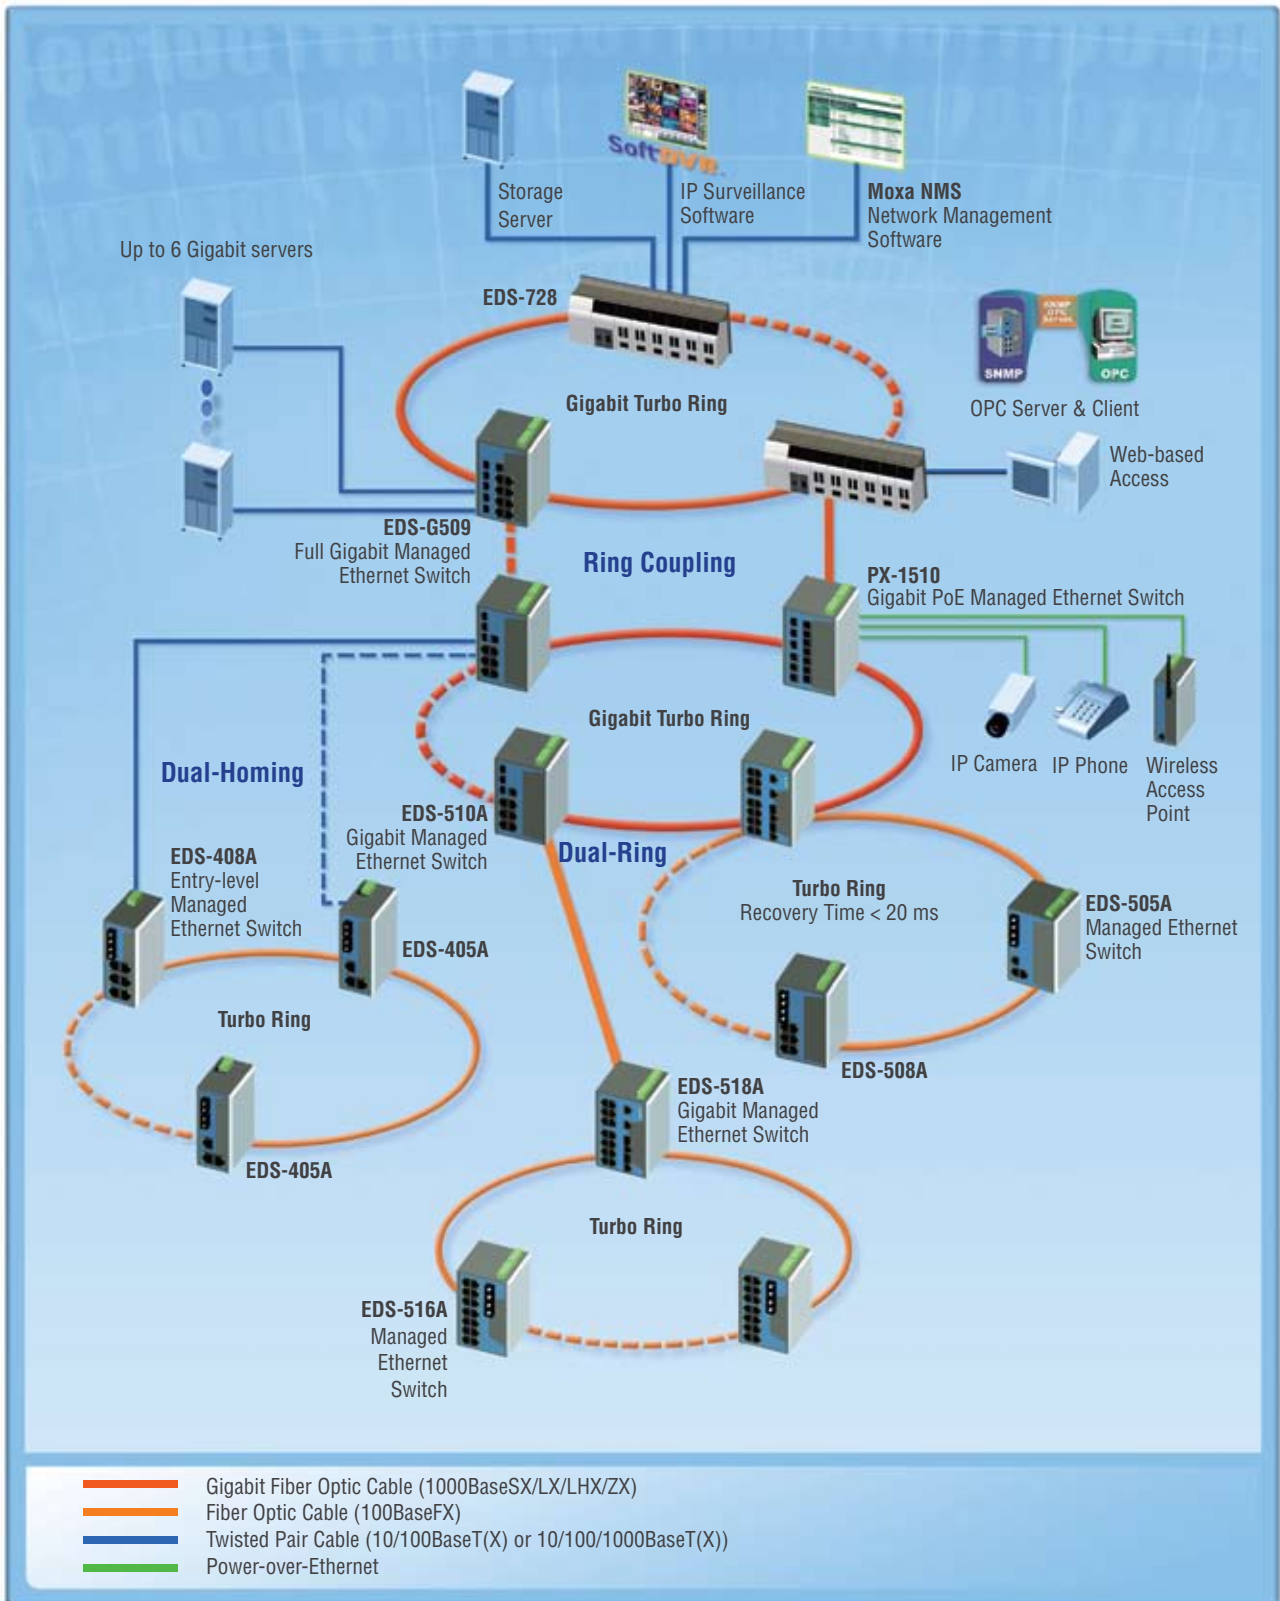 SoftDVR
Storage
Server
IP Surveillance
Software
Moxa NMS
Network Management
Software
Up to 6 Gigabit servers
EDS-728
SNMP
OPC
Server
SNMP
OPC
Gigabit Turbo Ring
OPC Server & Client
Web-based
Access
EDS-G509
Full Gigabit Managed
Ethernet Switch
Ring Coupling
PX-1510
Gigabit PoE Managed Ethernet Switch
Gigabit Turbo Ring
Dual-Homing
IP Camera
IP Phone
Wireless
Access
Point
EDS-510A
Gigabit Managed
Ethernet Switch
Dual-Ring
EDS-408A
Entry-level
Managed
Ethernet Switch
EDS-405A
Turbo Ring
Recovery Time < 20 ms
EDS-505A
Managed Ethernet
Switch
Turbo Ring
EDS-508A
EDS-405A
EDS-518A
Gigabit Managed
Ethernet Switch
Turbo Ring
EDS-516A
Managed
Ethernet
Switch
Gigabit Fiber Optic Cable (1000BaseSX/LX/LHX/ZX)
Fiber Optic Cable (100BaseFX)
Twisted Pair Cable (10/100BaseT(X) or 10/100/1000BaseT(X))
Power-over-Ethernet